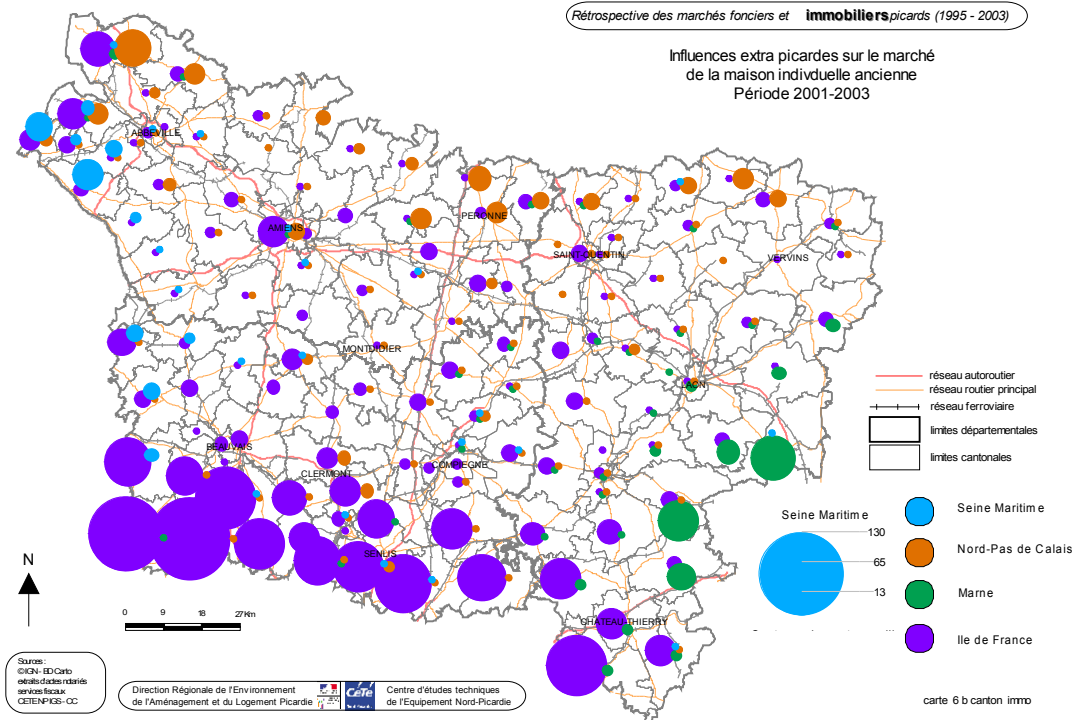 Rétrospective des marchés fonciers et immobiliers picards (1995 - 2003)
Influences extra picardes sur le marché
de la maison indivduelle ancienne
Période 2001-2003
ABBEVILLE
AMIENS
PERONNE
SAINT QUENTIN
VERVINS
MONTDIDIER
LAON
BEAUVAIS
CLERMONT
COMPIEGNE
SENLIS
CHATEAU-THIERRY
réseau autoroutier
réseau routier principal
réseau ferroviaire
limites départementales
limites cantonales
Seine Maritime
130
65
13
Seine Maritime
Nord-Pas de Calais
Marne
Ile de France
N
0 9 18 27 Km
Sources :
©IGN - BD Carto
extraits d'actes notariés
services fiscaux
CETE NP IGS - CC
Direction Régionale de l'Environnement
de l'Aménagement et du Logement Picardie
CETE
Centre d'études techniques
de l'Equipement Nord-Picardie
carte 6 b canton immo